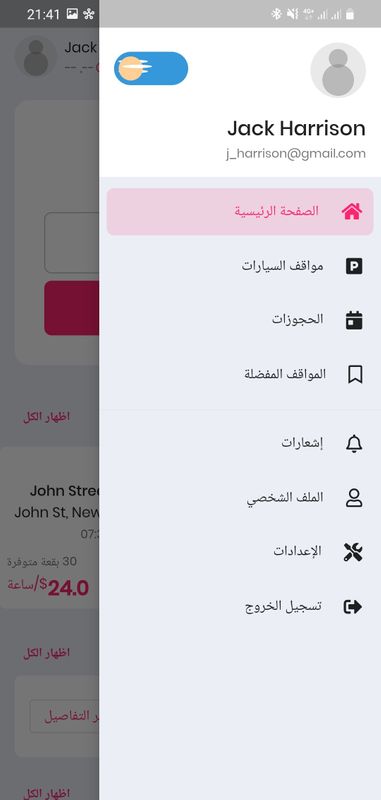 21:41
4G+
Jack Harrison
j_harrison@gmail.com
الصفحة الرئيسية
مواقف السيارات
P
الحجوزات
المواقف المفضلة
إشعارات
الملف الشخصي
الإعدادات
تسجيل الخروج
Jack
--.--
اظهار الكل
John Stree
John St, New
07:3
30 بقعة متوفرة
24.0$/ساعة
اظهار الكل
ر التفاصيل
اظهار الكل